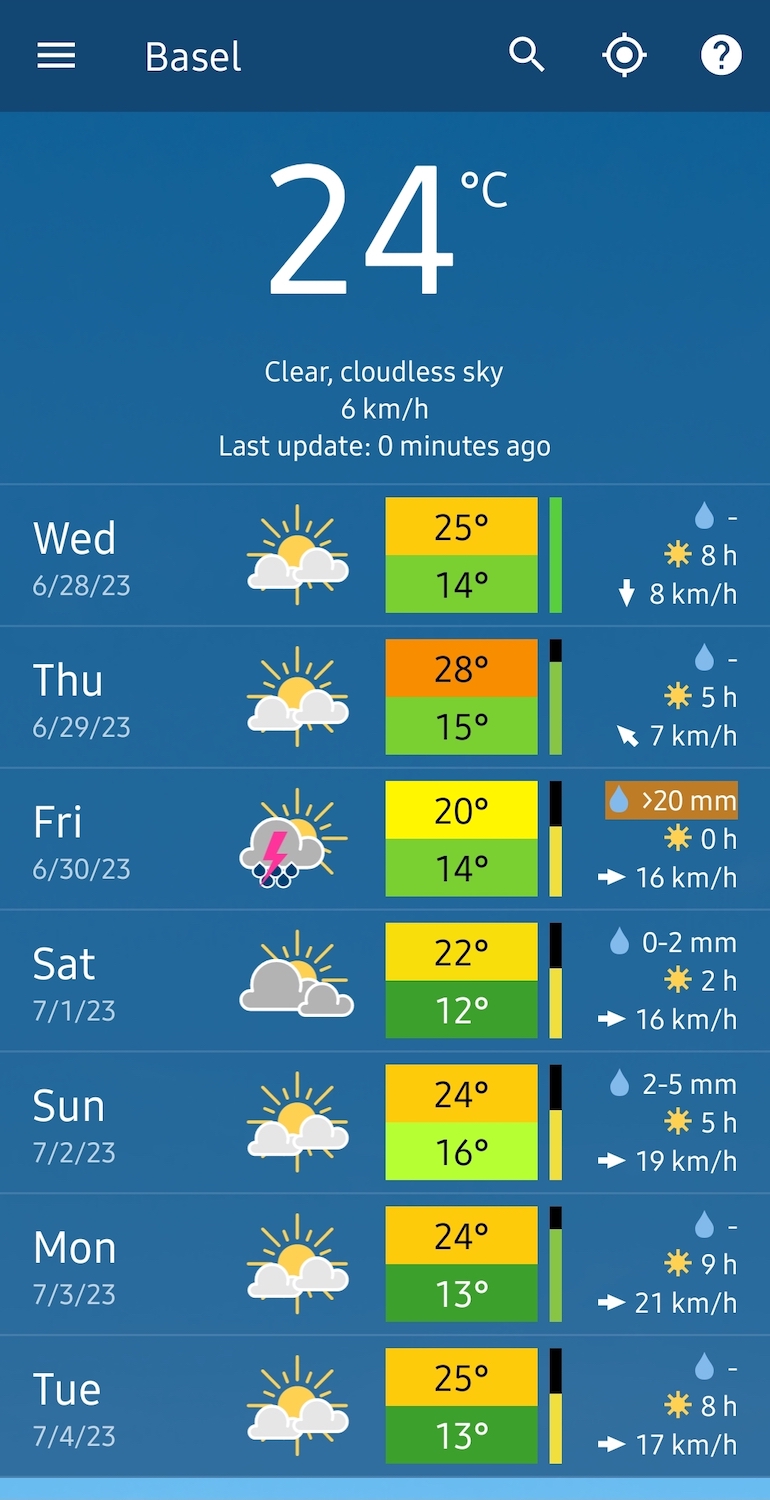 Basel
?
24 °C
Clear, cloudless sky
6 km/h
Last update: 0 minutes ago
Wed
6/28/23
25°
14°
-
8 h
8 km/h
Thu
6/29/23
28°
15°
-
5 h
7 km/h
Fri
6/30/23
20°
14°
>20 mm
0 h
16 km/h
Sat
7/1/23
22°
12°
0-2 mm
2 h
16 km/h
Sun
7/2/23
24°
16°
2-5 mm
5 h
19 km/h
Mon
7/3/23
24°
13°
-
9 h
21 km/h
Tue
7/4/23
25°
13°
-
8 h
17 km/h